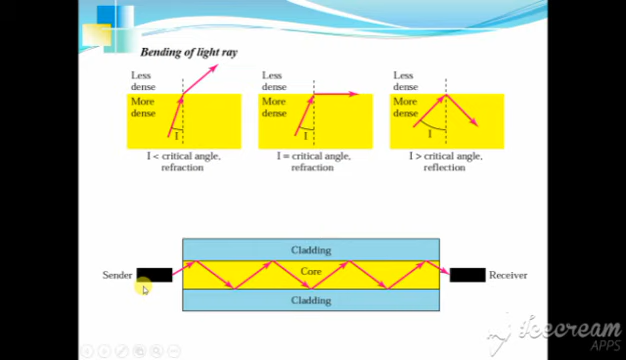 Bending of light ray
Less
dense
More
dense
I
I < critical angle,
refraction
Less
dense
More
dense
I
I = critical angle,
refraction
Less
dense
More
dense
I
I > critical angle,
reflection
Cladding
Sender
Core
Receiver
Cladding
Icecream
APPS